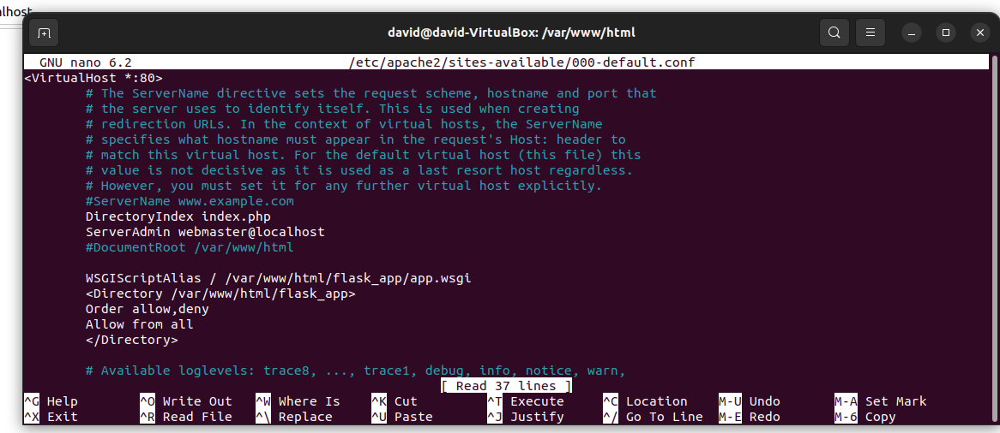 lhost
david@david-VirtualBox: /var/www/html
GNU nano 6.2 /etc/apache2/sites-available/000-default.conf
<VirtualHost *:80>
# The ServerName directive sets the request scheme, hostname and port that
# the server uses to identify itself. This is used when creating
# redirection URLs. In the context of virtual hosts, the ServerName
# specifies what hostname must appear in the request's Host: header to
# match this virtual host. For the default virtual host (this file) this
# value is not decisive as it is used as a last resort host regardless.
# However, you must set it for any further virtual host explicitly.
#ServerName www.example.com
DirectoryIndex index.php
ServerAdmin webmaster@localhost
#DocumentRoot /var/www/html
WSGIScriptAlias / /var/www/html/flask_app/app.wsgi
<Directory /var/www/html/flask_app>
Order allow,deny
Allow from all
</Directory>
# Available loglevels: trace8, ..., trace1, debug, info, notice, warn,
[ Read 37 lines ]
^G Help ^O Write Out ^W Where Is ^K Cut ^T Execute ^C Location M-U Undo M-A Set Mark
^X Exit ^R Read File ^\ Replace ^U Paste ^J Justify ^/ Go To Line M-E Redo M-6 Copy